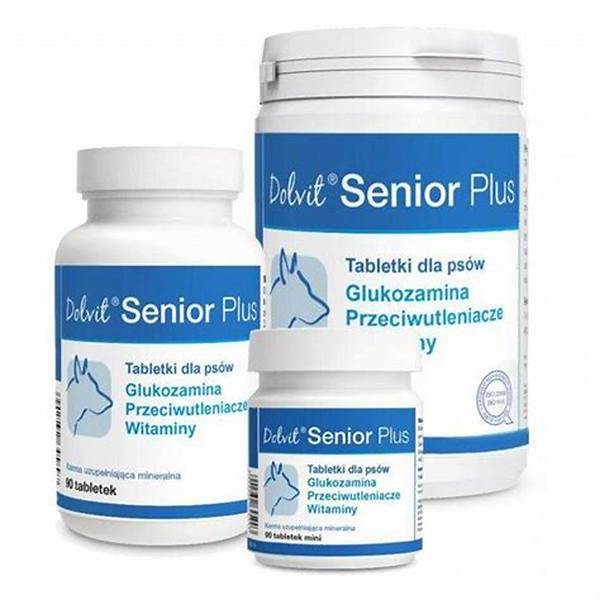 Dolvit® Senior Plus
Tabletki dla psów
Glukozamina
Przeciwutleniacze
Dolvit® Senior Plus
Tabletki dla psów
Glukozamina
Przeciwutleniacze
Witaminy
Karma uzupełniająca mineralna
90 tabletek
Dolvit® Senior Plus
Tabletki dla psów
Glukozamina
Przeciwutleniacze
Witaminy
Karma uzupełniająca mineralna
90 tabletek mini